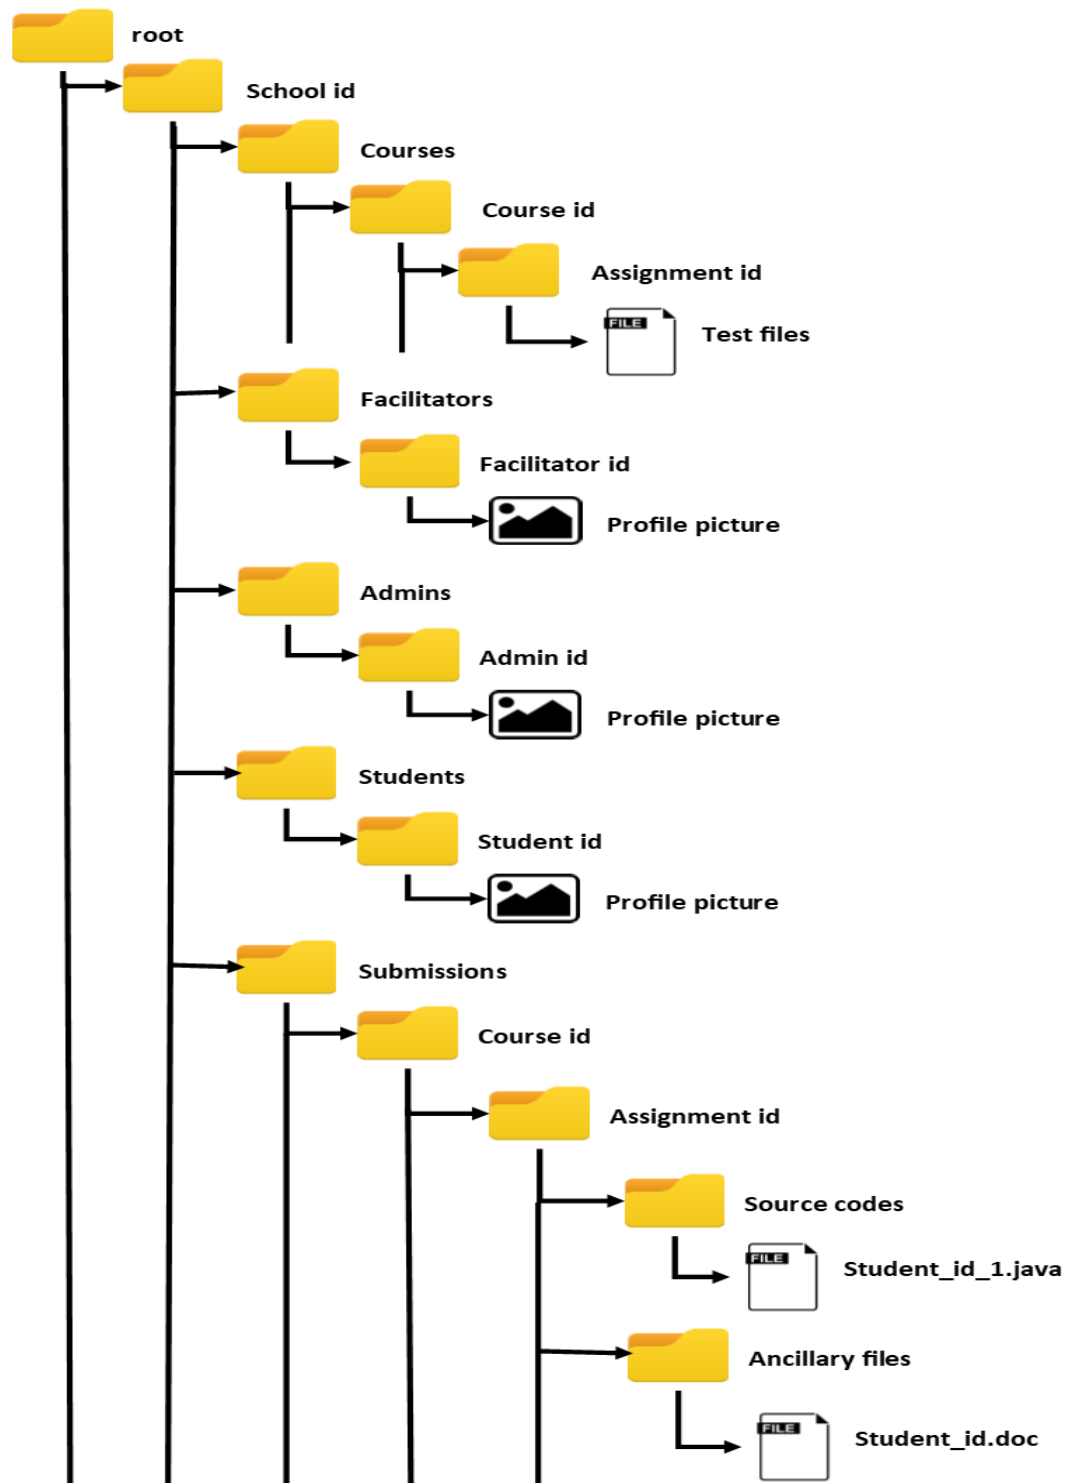 root
School id
Courses
Course id
Assignment id
FILE
Test files
Facilitators
Facilitator id
Profile picture
Admins
Admin id
Profile picture
Students
Student id
Profile picture
Submissions
Course id
Assignment id
Source codes
FILE
Student_id_1.java
Ancillary files
FILE
Student_id.doc